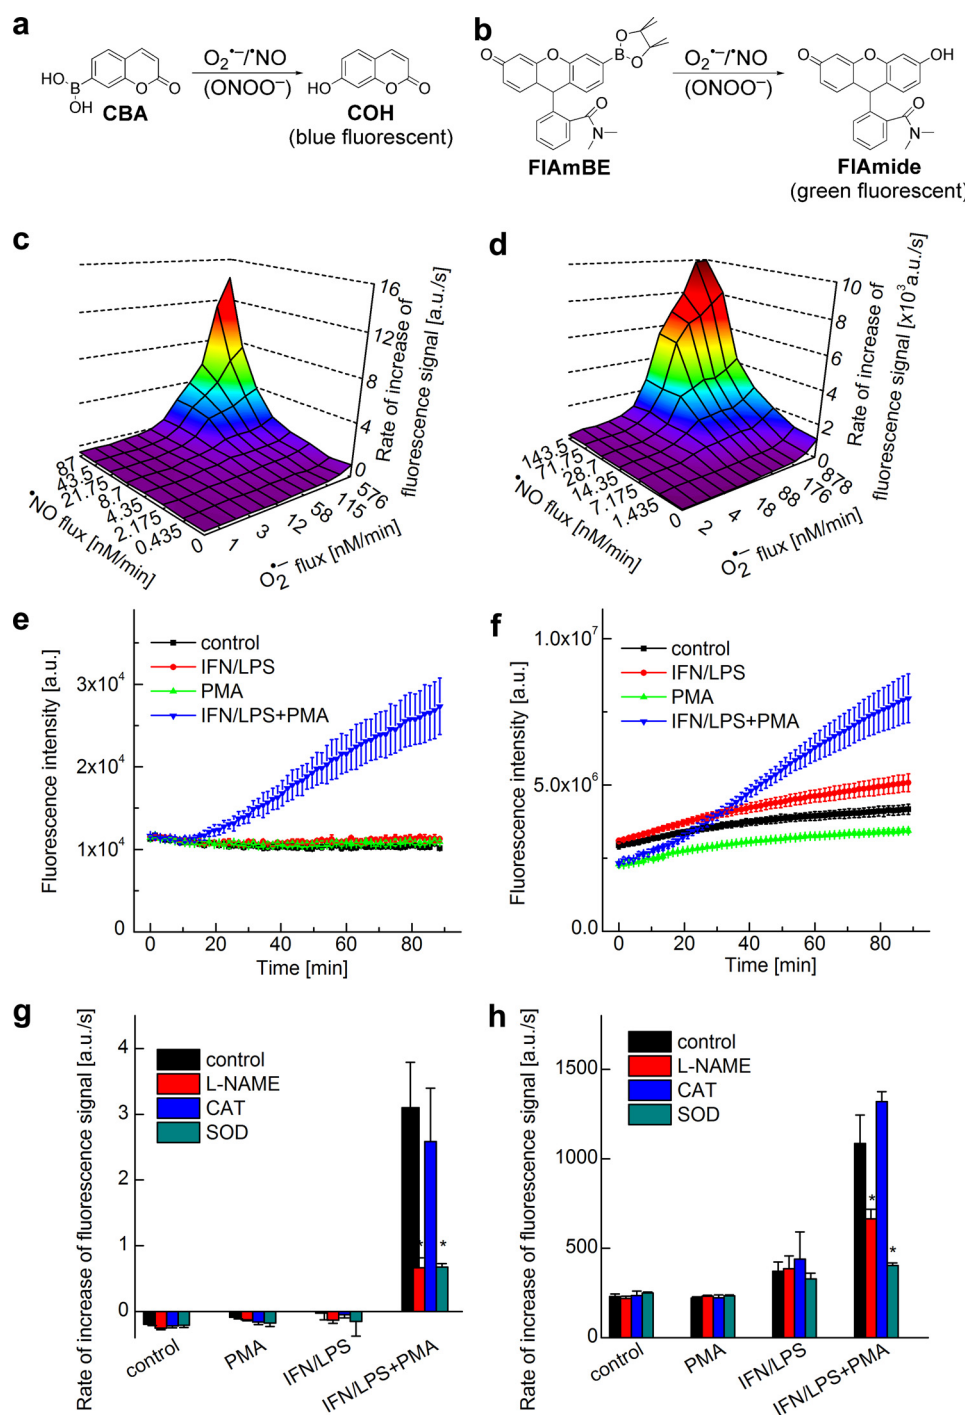 a
O₂•⁻/•NO
(ONOO⁻)
HO
B
OH
O
O
CBA
HO
O
O
COH
(blue fluorescent)
b
O
O
B
O
O
O
N
FlAmBE
O₂•⁻/•NO
(ONOO⁻)
O
O
OH
O
N
FlAmide
(green fluorescent)
c
16
12
8
4
0
Rate of increase of
fluorescence signal [a.u./s]
87
43.5
21.75
8.7
4.35
2.175
0.435
0
•NO flux [nM/min]
1
3
12
58
115
576
O₂•⁻ flux [nM/min]
d
10
8
6
4
2
0
Rate of increase of
fluorescence signal [x10³a.u./s]
143.5
71.75
28.7
14.35
7.175
1.435
0
•NO flux [nM/min]
2
4
18
88
176
878
O₂•⁻ flux [nM/min]
e
control
IFN/LPS
PMA
IFN/LPS+PMA
3x10⁴
2x10⁴
1x10⁴
0
Fluorescence intensity [a.u.]
0 20 40 60 80
Time [min]
f
control
IFN/LPS
PMA
IFN/LPS+PMA
1.0x10⁷
5.0x10⁶
0.0
Fluorescence intensity [a.u.]
0 20 40 60 80
Time [min]
g
control
L-NAME
CAT
SOD
4
3
2
1
0
Rate of increase of fluorescence signal [a.u./s]
* *
control PMA IFN/LPS IFN/LPS+PMA
h
control
L-NAME
CAT
SOD
1500
1000
500
0
Rate of increase of fluorescence signal [a.u./s]
*
*
control PMA IFN/LPS IFN/LPS+PMA